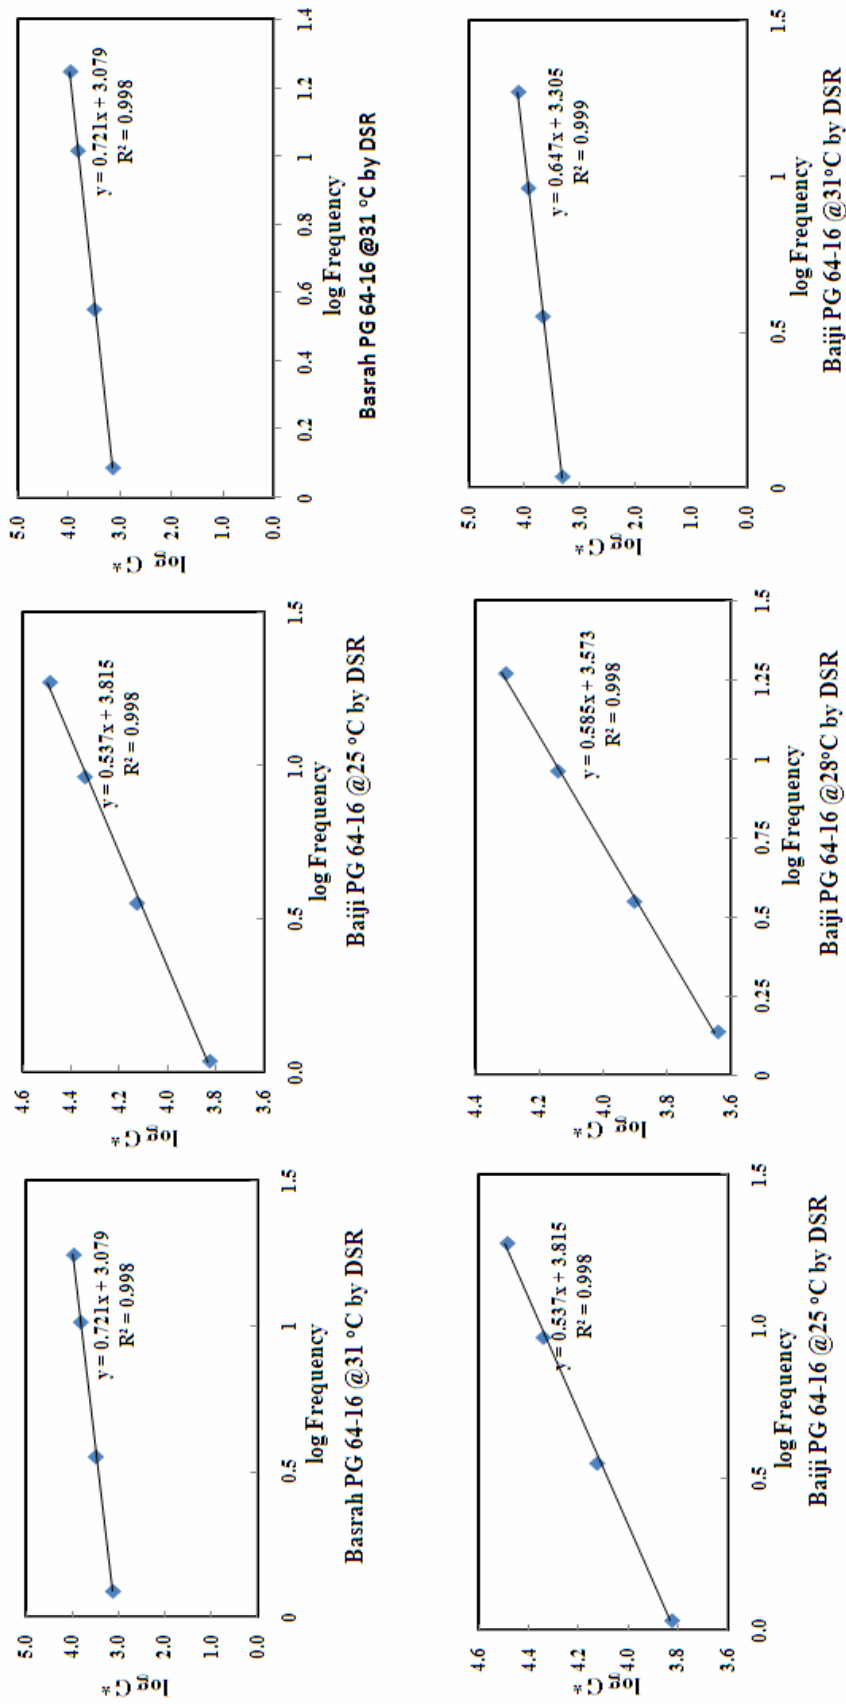 5.0
4.0
3.0
2.0
1.0
0.0
log G*
y = 0.721x + 3.079
R² = 0.998
0
0.5
1
1.5
log Frequency
Basrah PG 64-16 @31 °C by DSR
4.6
4.4
4.2
4.0
3.8
3.6
log G*
y = 0.537x + 3.815
R² = 0.998
0.0
0.5
1.0
1.5
log Frequency
Baiji PG 64-16 @25 °C by DSR
5.0
4.0
3.0
2.0
1.0
0.0
log G*
y = 0.721x + 3.079
R² = 0.998
0
0.2
0.4
0.6
0.8
1
1.2
1.4
log Frequency
Basrah PG 64-16 @31 °C by DSR
4.6
4.4
4.2
4.0
3.8
3.6
log G*
y = 0.537x + 3.815
R² = 0.998
0.0
0.5
1.0
1.5
log Frequency
Baiji PG 64-16 @25 °C by DSR
4.4
4.2
4.0
3.8
3.6
log G*
y = 0.585x + 3.573
R² = 0.998
0
0.25
0.5
0.75
1
1.25
1.5
log Frequency
Baiji PG 64-16 @28°C by DSR
5.0
4.0
3.0
2.0
1.0
0.0
log G*
y = 0.647x + 3.305
R² = 0.999
0
0.5
1
1.5
log Frequency
Baiji PG 64-16 @31°C by DSR